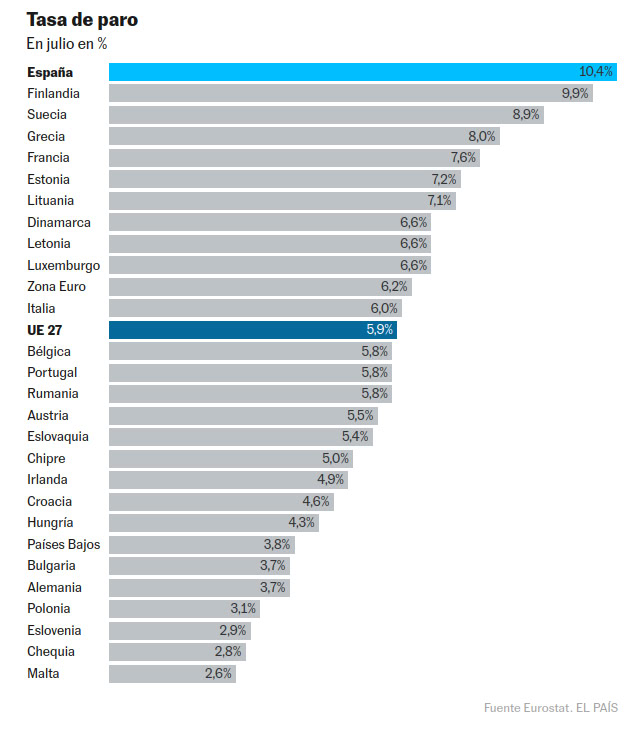 Tasa de paro
En julio en %
España 10,4%
Finlandia 9,9%
Suecia 8,9%
Grecia 8,0%
Francia 7,6%
Estonia 7,2%
Lituania 7,1%
Dinamarca 6,6%
Letonia 6,6%
Luxemburgo 6,6%
Zona Euro 6,2%
Italia 6,0%
UE 27 5,9%
Bélgica 5,8%
Portugal 5,8%
Rumania 5,8%
Austria 5,5%
Eslovaquia 5,4%
Chipre 5,0%
Irlanda 4,9%
Croacia 4,6%
Hungría 4,3%
Países Bajos 3,8%
Bulgaria 3,7%
Alemania 3,7%
Polonia 3,1%
Eslovenia 2,9%
Chequia 2,8%
Malta 2,6%
Fuente Eurostat. EL PAÍS